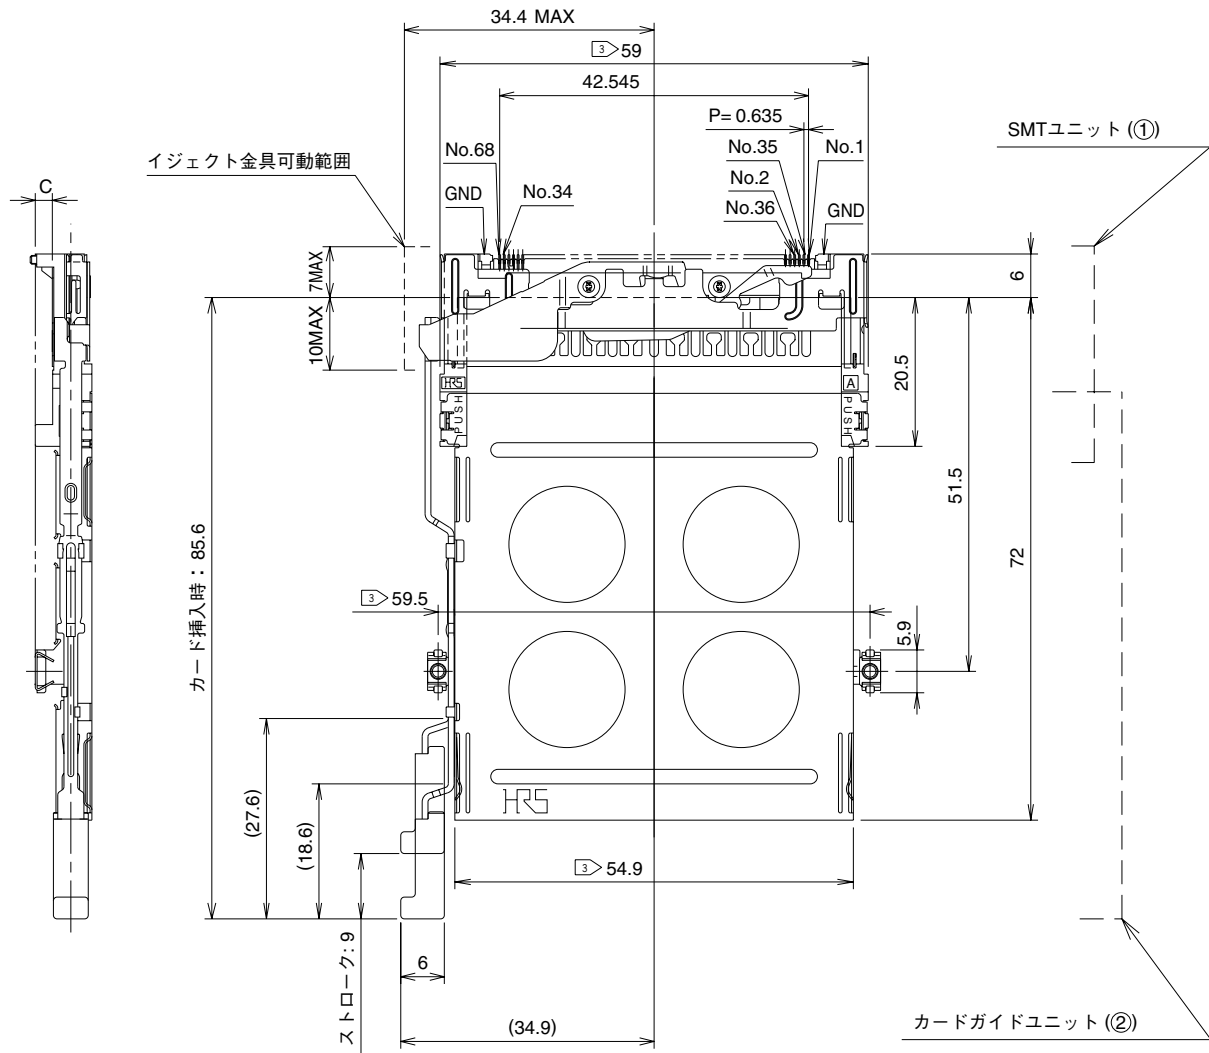 34.4 MAX
3 59
42.545
P= 0.635
SMTユニット (①)
No.68
No.35
No.1
イジェクト金具可動範囲
C
No.2
GND
No.34
No.36
GND
7MAX
10MAX
6
20.5
HRS
A
PUSH
PUSH
51.5
72
カード挿入時：85.6
3 59.5
5.9
(27.6)
(18.6)
HRS
3 54.9
ストローク: 9
6
(34.9)
カードガイドユニット (②)